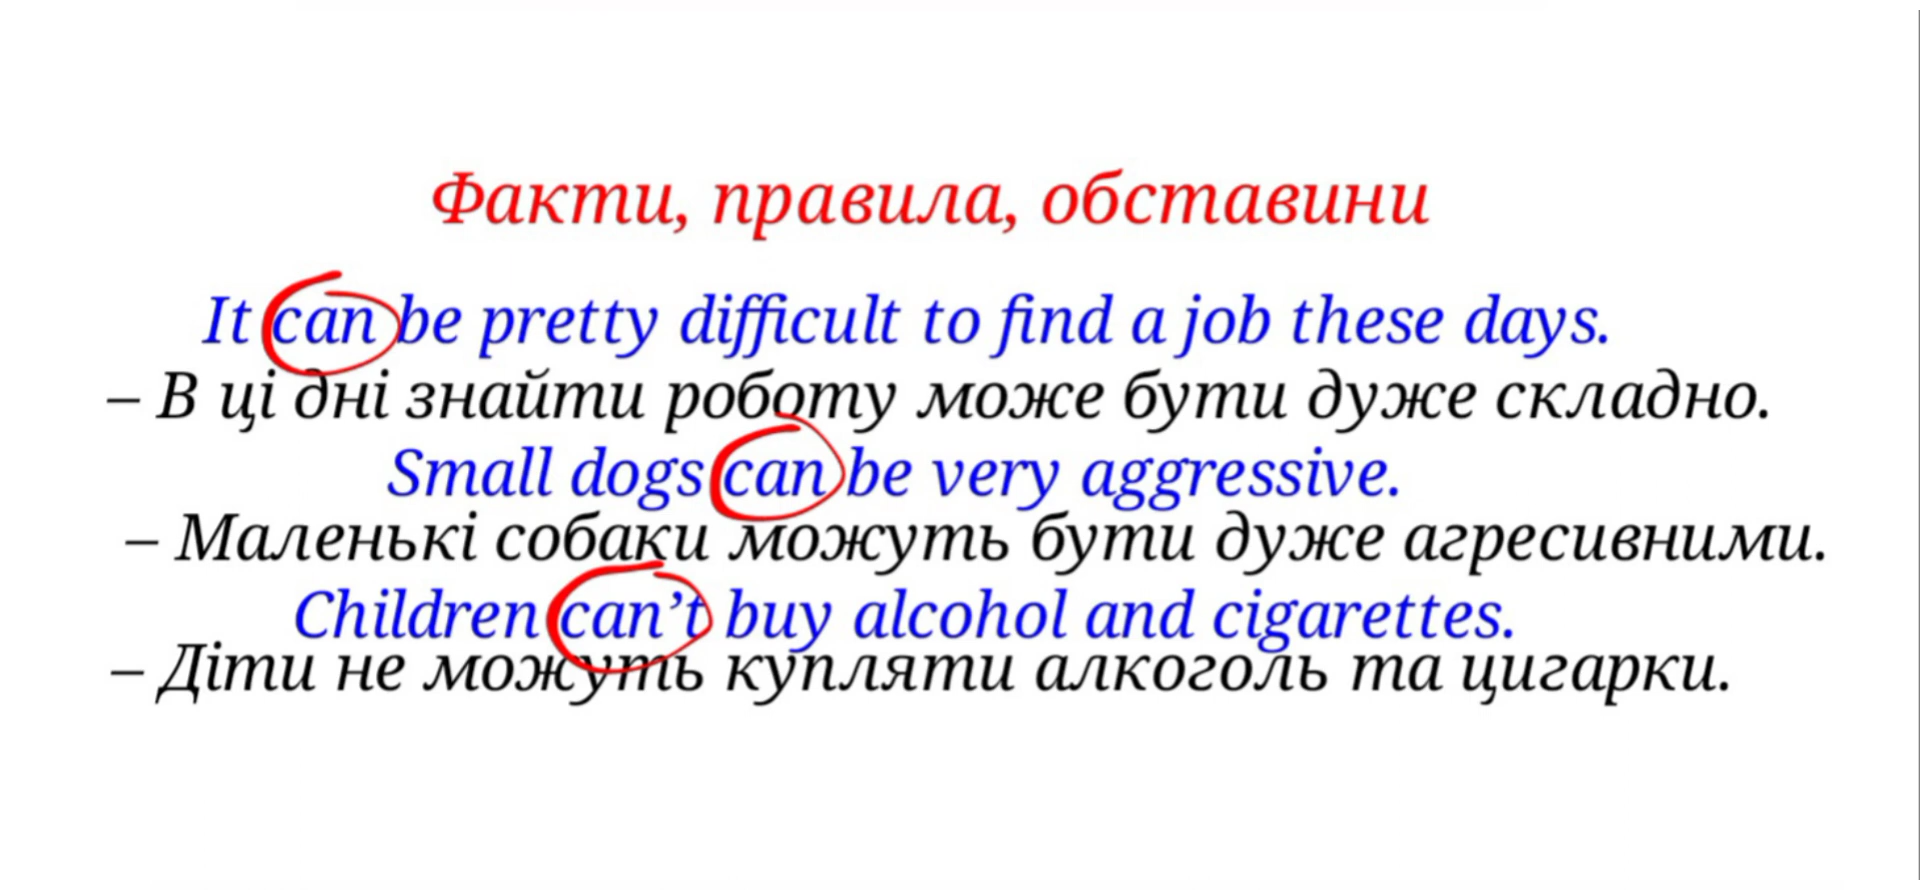 Факти, правила, обставини
It can be pretty difficult to find a job these days.
– В ці дні знайти роботу може бути дуже складно.
Small dogs can be very aggressive.
– Маленькі собаки можуть бути дуже агресивними.
Children can’t buy alcohol and cigarettes.
– Діти не можуть купляти алкоголь та цигарки.